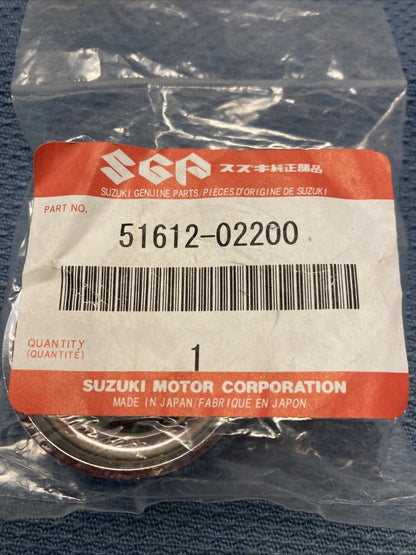 SGP スズキ純正部品
SUZUKI GENUINE PARTS/PIÈCES D'ORIGINE DE SUZUKI
PART NO.
51612-02200
QUANTITY
(QUANTITÉ)
1
SUZUKI MOTOR CORPORATION
MADE IN JAPAN/FABRIQUÉ EN JAPON